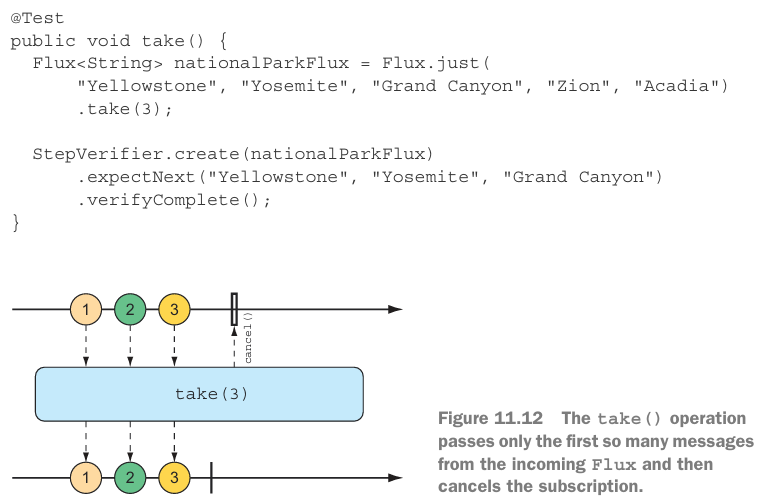 @Test
public void take() {
  Flux<String> nationalParkFlux = Flux.just(
      "Yellowstone", "Yosemite", "Grand Canyon", "Zion", "Acadia")
      .take(3);

  StepVerifier.create(nationalParkFlux)
      .expectNext("Yellowstone", "Yosemite", "Grand Canyon")
      .verifyComplete();
}
1 2 3
cancel()
take(3)
1 2 3
Figure 11.12 The take() operation
passes only the first so many messages
from the incoming Flux and then
cancels the subscription.